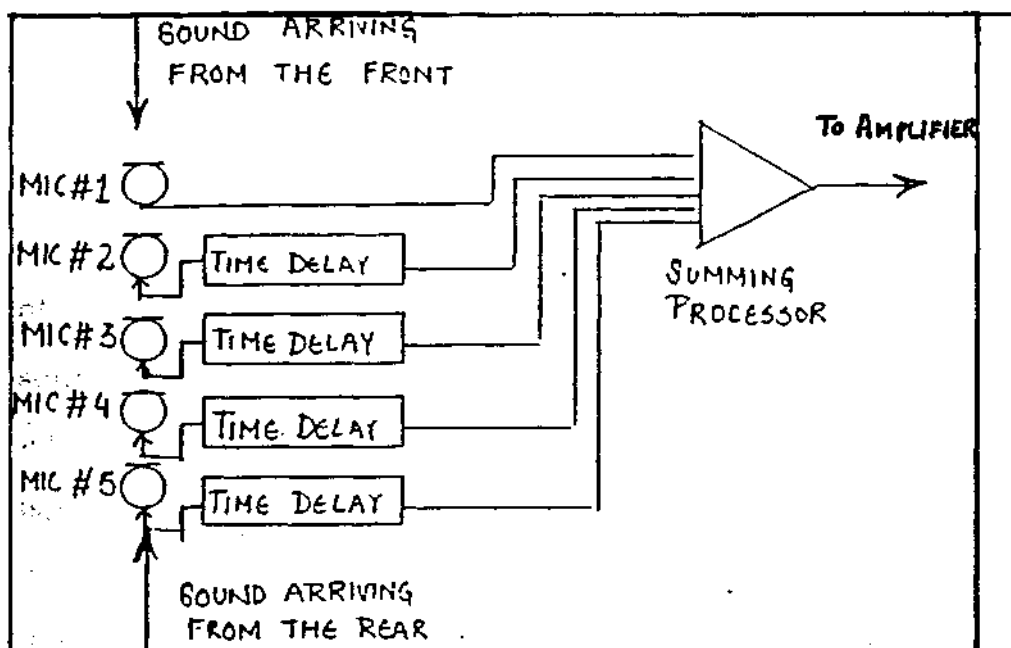 SOUND ARRIVING
FROM THE FRONT
TO AMPLIFIER
MIC#1
MIC #2
TIME DELAY
SUMMING
PROCESSOR
MIC#3
TIME DELAY
MIC#4
TIME DELAY
MIC #5
TIME DELAY
SOUND ARRIVING
FROM THE REAR